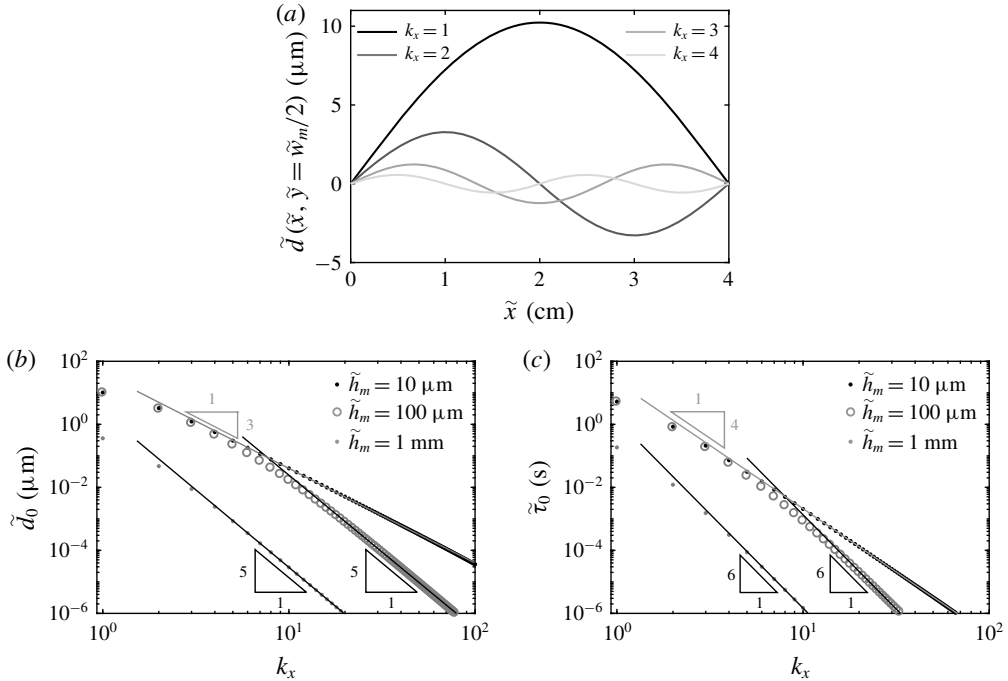 (a)
10
5
0
−5
k_x = 1
k_x = 2
k_x = 3
k_x = 4
d̃ (x̃, ỹ = w̃_m/2) (μm)
0 1 2 3 4
x̃ (cm)
(b)
10^2
10^0
10^−2
10^−4
10^−6
d̃_0 (μm)
h̃_m = 10 μm
h̃_m = 100 μm
h̃_m = 1 mm
1
3
5
1
5
1
10^0 10^1 10^2
k_x
(c)
10^2
10^0
10^−2
10^−4
10^−6
τ̃_0 (s)
h̃_m = 10 μm
h̃_m = 100 μm
h̃_m = 1 mm
1
4
6
1
6
1
10^0 10^1 10^2
k_x